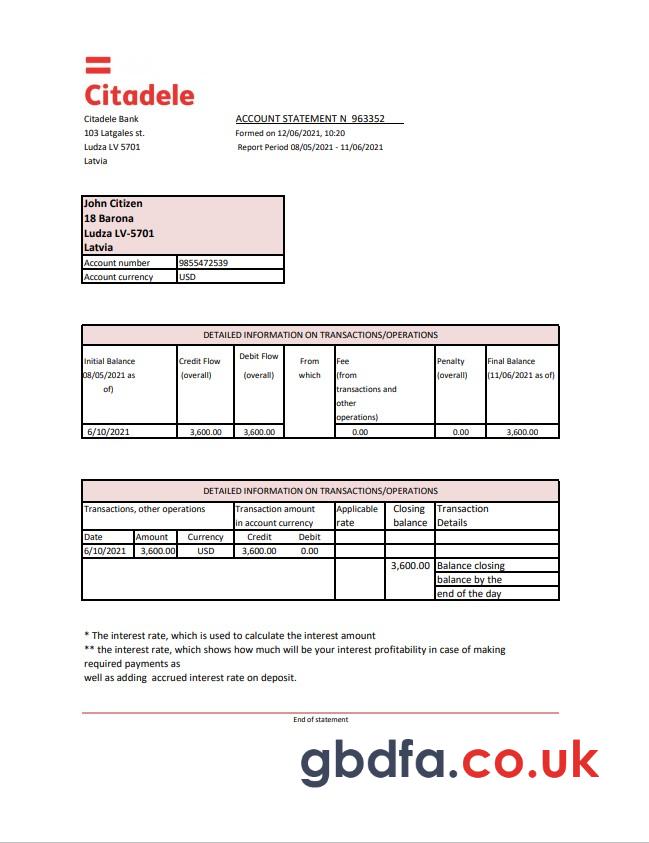 Citadele
Citadele Bank
103 Latgales st.
Ludza LV 5701
Latvia
ACCOUNT STATEMENT N 963352
Formed on 12/06/2021, 10:20
Report Period 08/05/2021 - 11/06/2021
John Citizen
18 Barona
Ludza LV-5701
Latvia
Account number 9855472539
Account currency USD
DETAILED INFORMATION ON TRANSACTIONS/OPERATIONS
Initial Balance
08/05/2021 as
of)
Credit Flow
(overall)
Debit Flow
(overall)
From
which
Fee
(from
transactions and
other
operations)
Penalty
(overall)
Final Balance
(11/06/2021 as of)
6/10/2021 3,600.00 3,600.00 0.00 0.00 3,600.00
DETAILED INFORMATION ON TRANSACTIONS/OPERATIONS
Transactions, other operations
Transaction amount
in account currency
Applicable
rate
Closing
balance
Transaction
Details
Date Amount Currency Credit Debit
6/10/2021 3,600.00 USD 3,600.00 0.00
3,600.00 Balance closing
balance by the
end of the day
* The interest rate, which is used to calculate the interest amount
** the interest rate, which shows how much will be your interest profitability in case of making
required payments as
well as adding accrued interest rate on deposit.
End of statement
gbdfa.co.uk